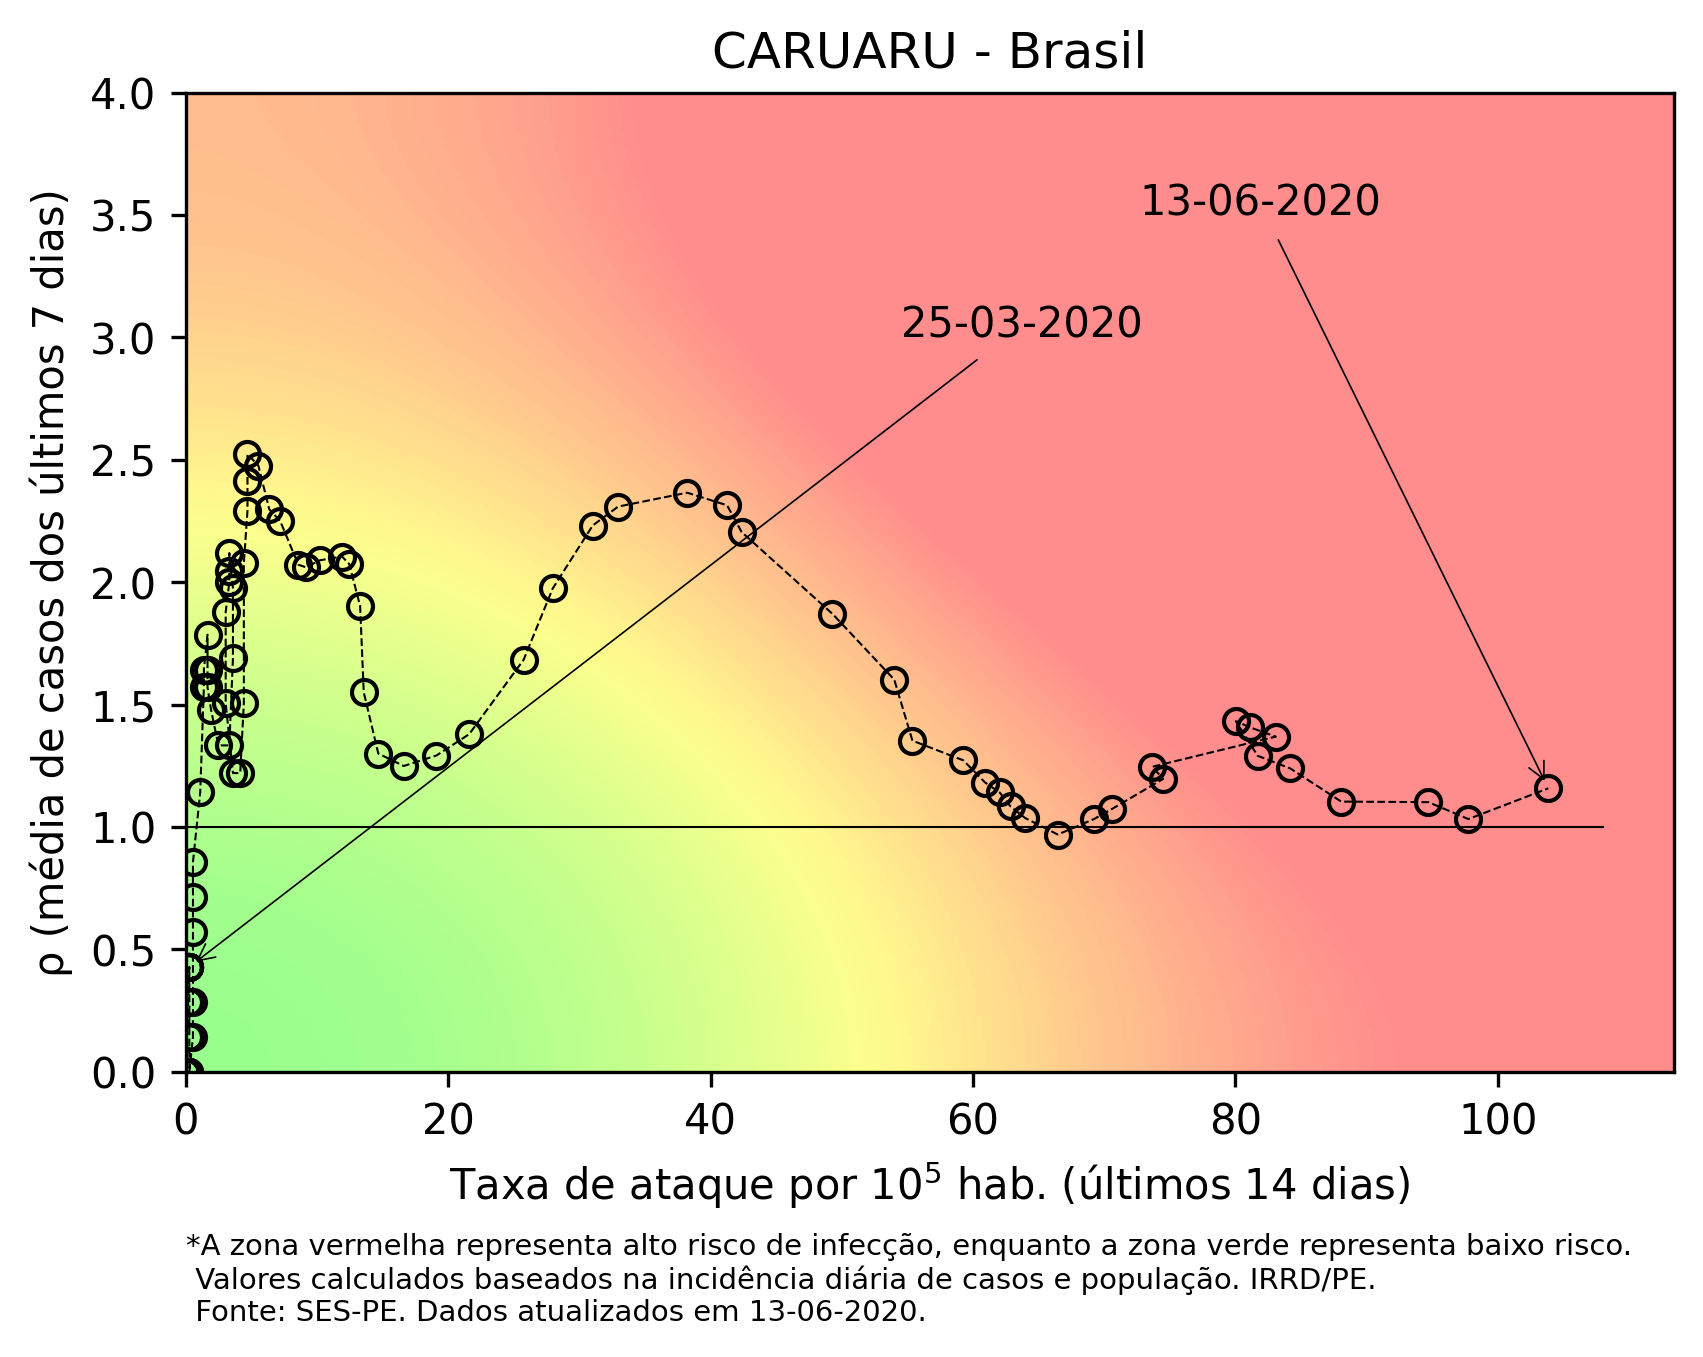 CARUARU - Brasil
4.0
3.5
3.0
2.5
2.0
1.5
1.0
0.5
0.0
ρ (média de casos dos últimos 7 dias)
13-06-2020
25-03-2020
0 20 40 60 80 100
Taxa de ataque por 10⁵ hab. (últimos 14 dias)
*A zona vermelha representa alto risco de infecção, enquanto a zona verde representa baixo risco.
Valores calculados baseados na incidência diária de casos e população. IRRD/PE.
Fonte: SES-PE. Dados atualizados em 13-06-2020.